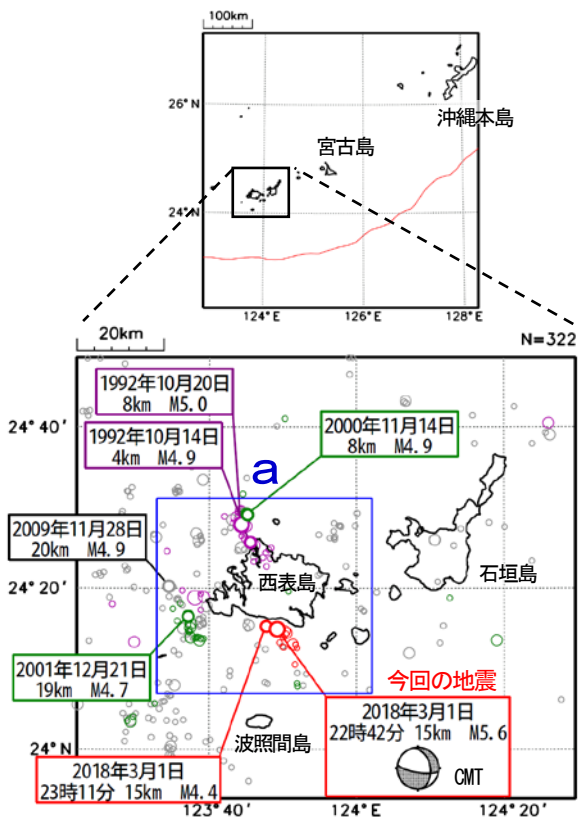 100km
26°N
24°N
沖縄本島
宮古島
124°E
126°E
128°E
20km
N=322
1992年10月20日
8km M5.0
1992年10月14日
4km M4.9
2000年11月14日
8km M4.9
a
24°40′
2009年11月28日
20km M4.9
24°20′
西表島
石垣島
2001年12月21日
19km M4.7
今回の地震
2018年3月1日
22時42分 15km M5.6
CMT
24°N
波照間島
2018年3月1日
23時11分 15km M4.4
123°40′
124°E
124°20′